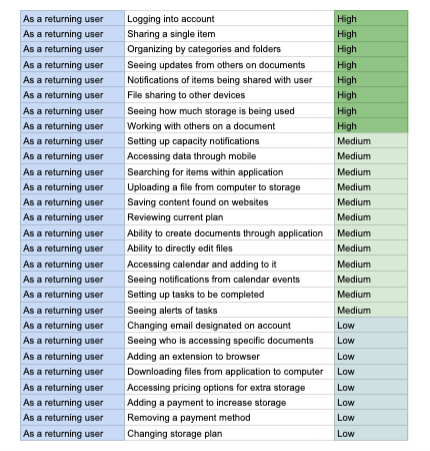 As a returning user Logging into account High
As a returning user Sharing a single item High
As a returning user Organizing by categories and folders High
As a returning user Seeing updates from others on documents High
As a returning user Notifications of items being shared with user High
As a returning user File sharing to other devices High
As a returning user Seeing how much storage is being used High
As a returning user Working with others on a document High
As a returning user Setting up capacity notifications Medium
As a returning user Accessing data through mobile Medium
As a returning user Searching for items within application Medium
As a returning user Uploading a file from computer to storage Medium
As a returning user Saving content found on websites Medium
As a returning user Reviewing current plan Medium
As a returning user Ability to create documents through application Medium
As a returning user Ability to directly edit files Medium
As a returning user Accessing calendar and adding to it Medium
As a returning user Seeing notifications from calendar events Medium
As a returning user Setting up tasks to be completed Medium
As a returning user Seeing alerts of tasks Medium
As a returning user Changing email designated on account Low
As a returning user Seeing who is accessing specific documents Low
As a returning user Adding an extension to browser Low
As a returning user Downloading files from application to computer Low
As a returning user Accessing pricing options for extra storage Low
As a returning user Adding a payment to increase storage Low
As a returning user Removing a payment method Low
As a returning user Changing storage plan Low